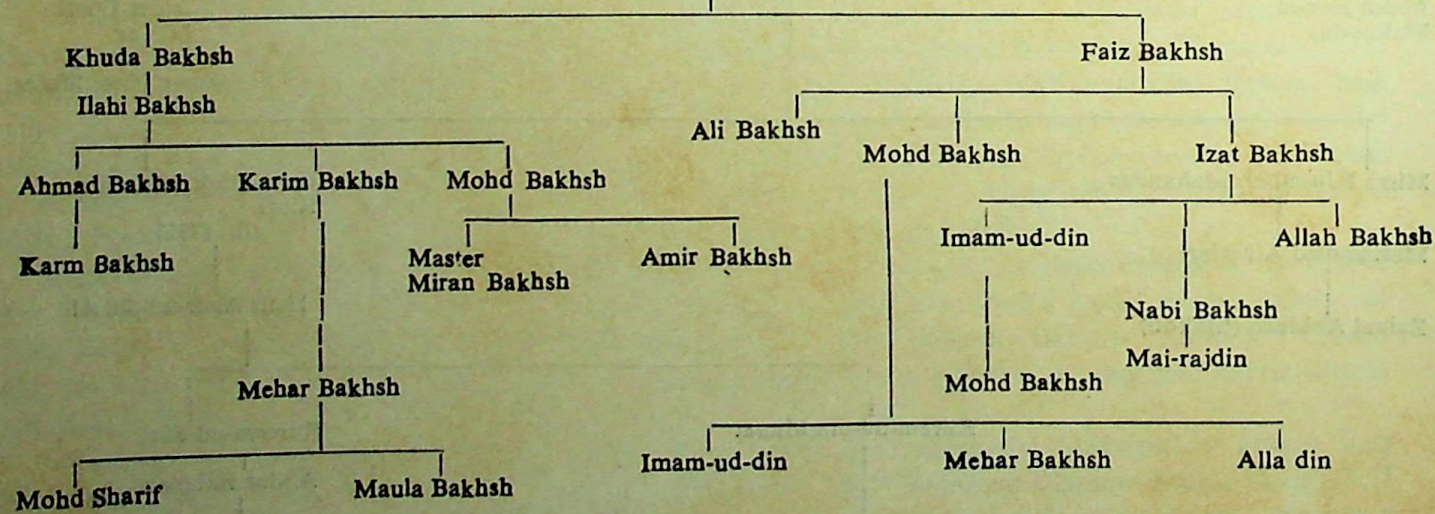 Khuda Bakhsh
Faiz Bakhsh
Ilahi Bakhsh
Ali Bakhsh
Mohd Bakhsh
Izat Bakhsh
Ahmad Bakhsh
Karim Bakhsh
Mohd Bakhsh
Imam-ud-din
Allah Bakhsh
Karm Bakhsh
Master
Miran Bakhsh
Amir Bakhsh
Nabi Bakhsh
Mai-rajdin
Mehar Bakhsh
Mohd Bakhsh
Imam-ud-din
Mehar Bakhsh
Alla din
Mohd Sharif
Maula Bakhsh